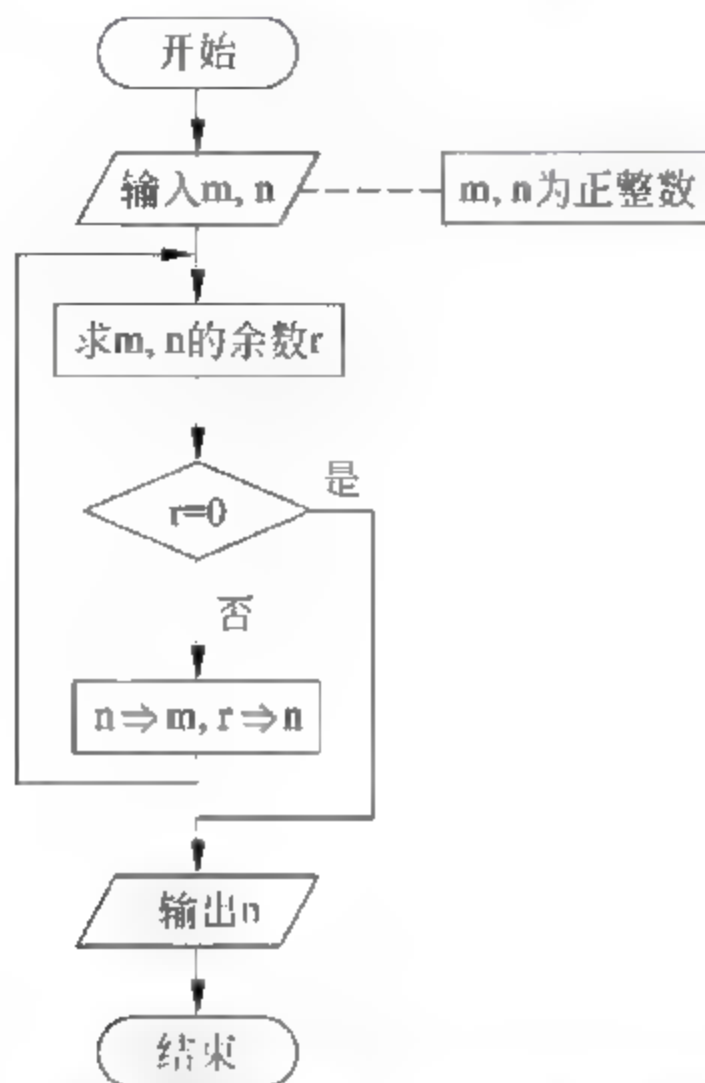 开始
输入m, n
m, n为正整数
求m, n的余数r
r=0
是
否
n⇒m, r⇒n
输出n
结束